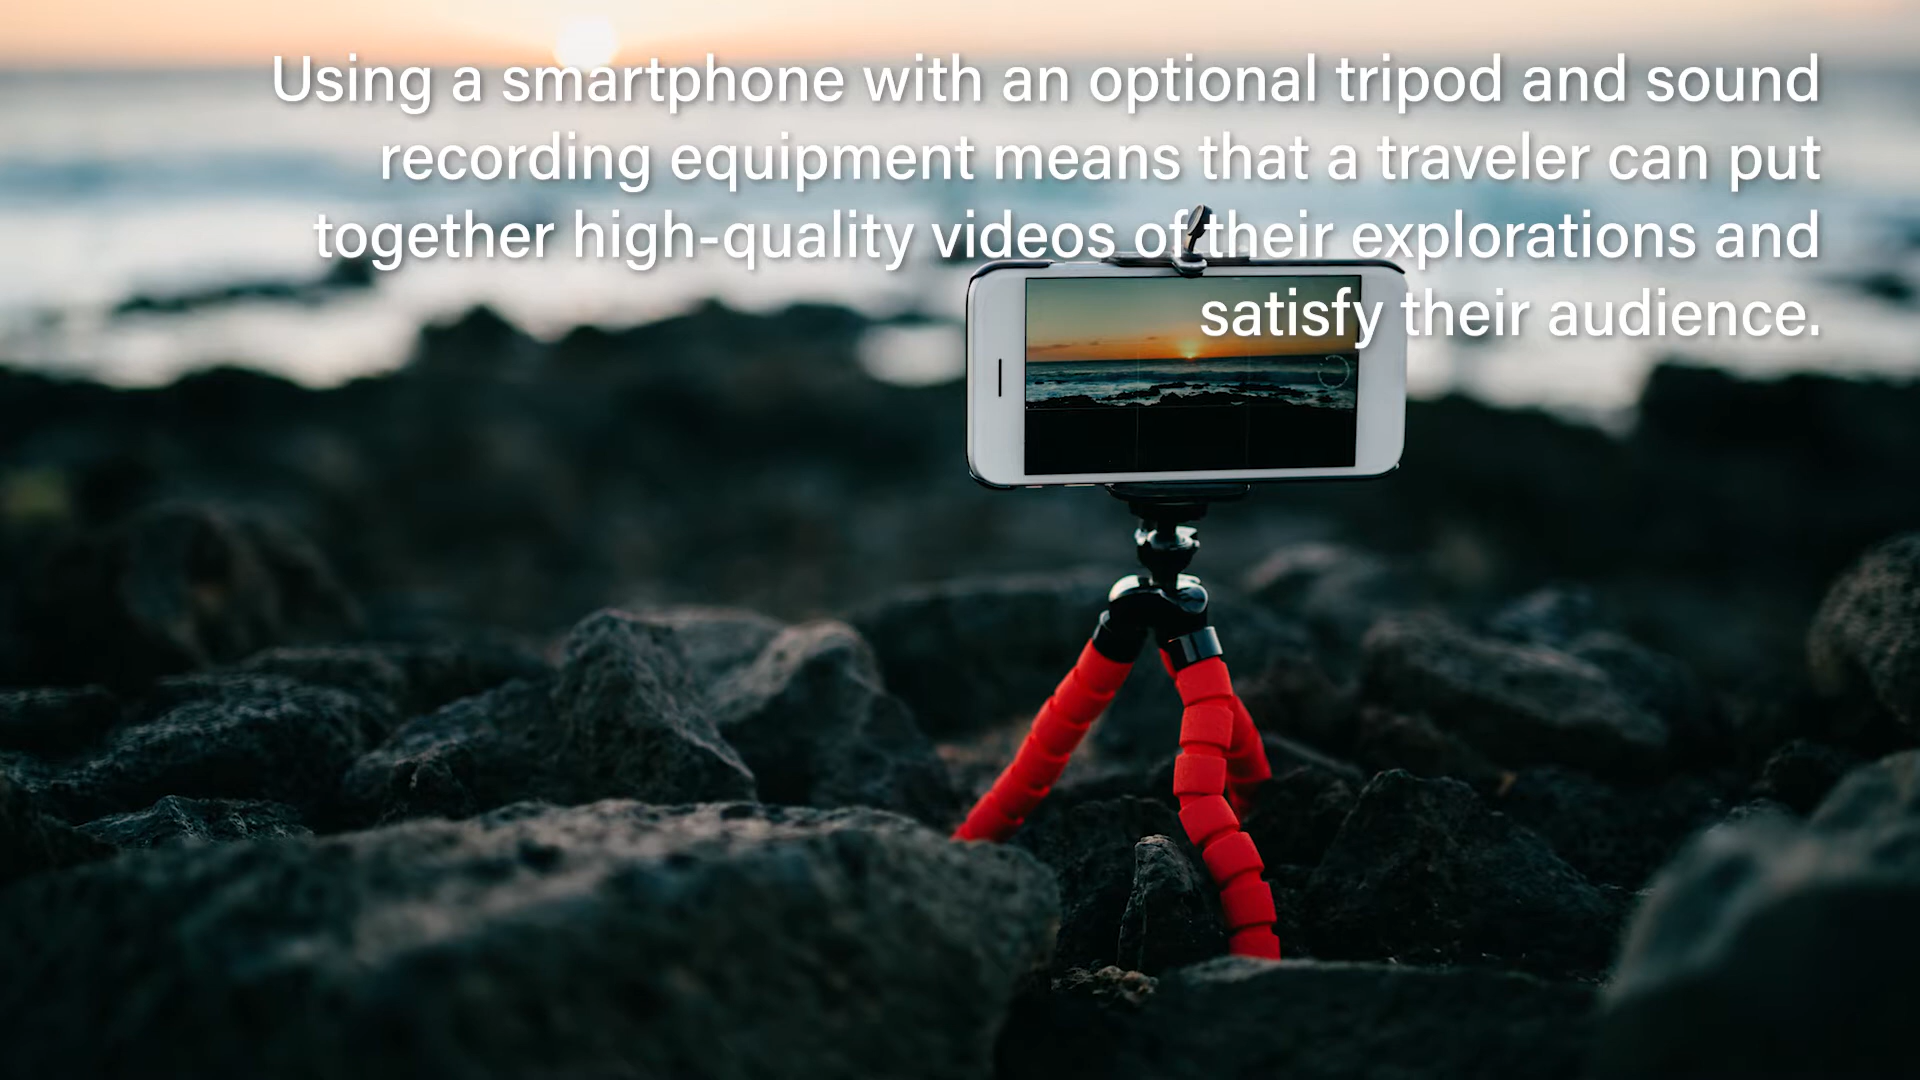 Using a smartphone with an optional tripod and sound
recording equipment means that a traveler can put
together high-quality videos of their explorations and
satisfy their audience.